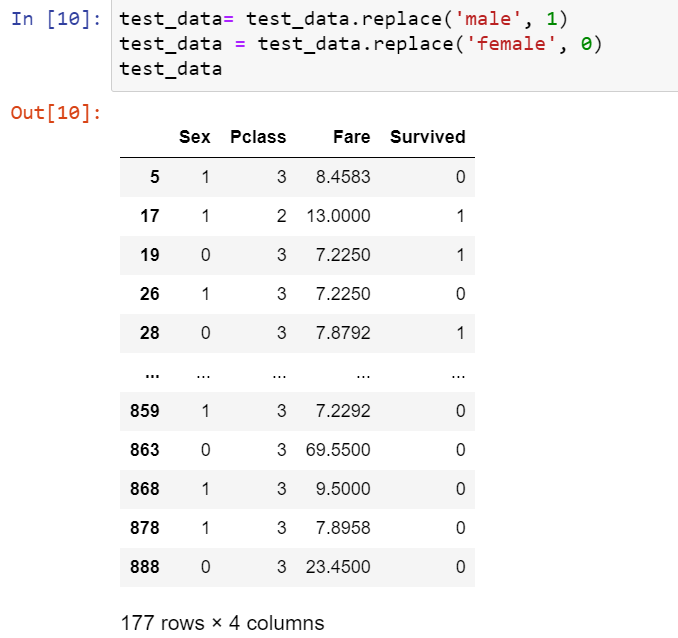 In [10]: test_data= test_data.replace('male', 1)
test_data = test_data.replace('female', 0)
test_data
Out[10]:
Sex Pclass Fare Survived
5 1 3 8.4583 0
17 1 2 13.0000 1
19 0 3 7.2250 1
26 1 3 7.2250 0
28 0 3 7.8792 1
... ... ... ... ...
859 1 3 7.2292 0
863 0 3 69.5500 0
868 1 3 9.5000 0
878 1 3 7.8958 0
888 0 3 23.4500 0
177 rows × 4 columns